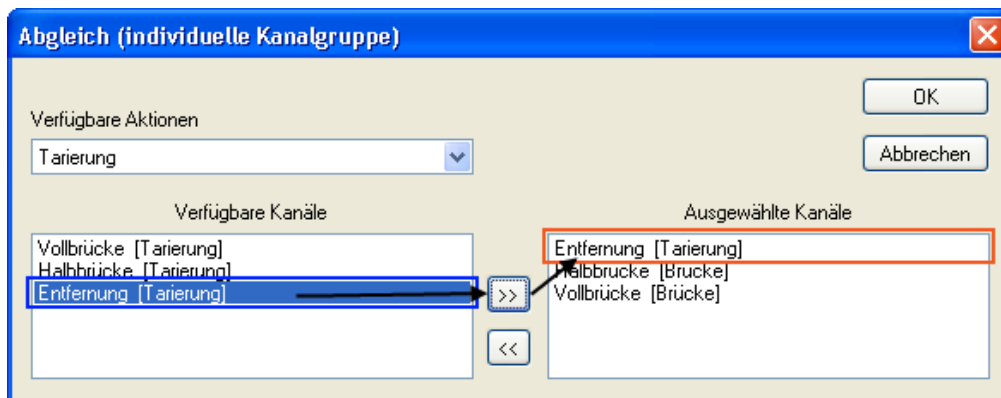 Abgleich (individuelle Kanalgruppe)
OK
Verfügbare Aktionen
Tarierung
Abbrechen
Verfügbare Kanäle
Ausgewählte Kanäle
Vollbrücke [Tarierung]
Halbbrücke [Tarierung]
Entfernung [Tarierung]
>>
<<
Entfernung [Tarierung]
Halbbrücke [Brücke]
Vollbrücke [Brücke]